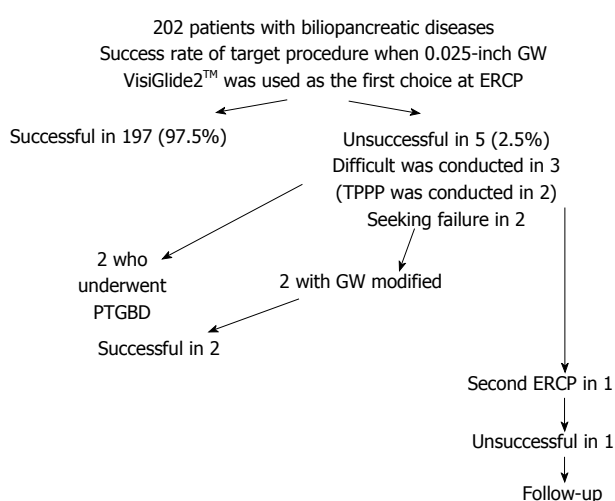 202 patients with biliopancreatic diseases
Success rate of target procedure when 0.025-inch GW
VisiGlide2™ was used as the first choice at ERCP
Successful in 197 (97.5%)
Unsuccessful in 5 (2.5%)
Difficult was conducted in 3
(TPPP was conducted in 2)
Seeking failure in 2
2 who
underwent
PTGBD
2 with GW modified
Successful in 2
Second ERCP in 1
Unsuccessful in 1
Follow-up